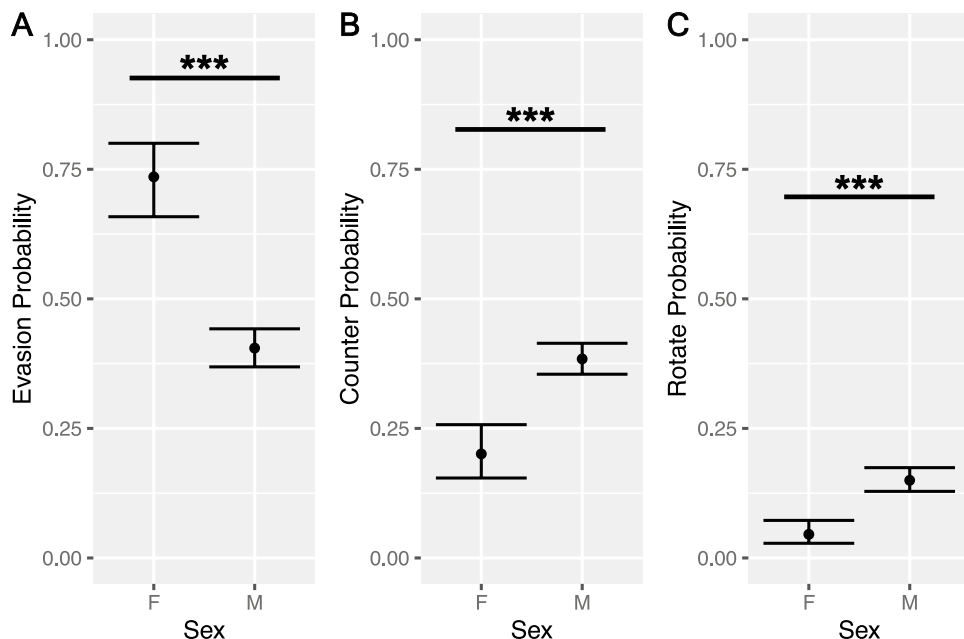 A
Evasion Probability
1.00
0.75
0.50
0.25
0.00
***
F M
Sex
B
Counter Probability
1.00
0.75
0.50
0.25
0.00
***
F M
Sex
C
Rotate Probability
1.00
0.75
0.50
0.25
0.00
***
F M
Sex